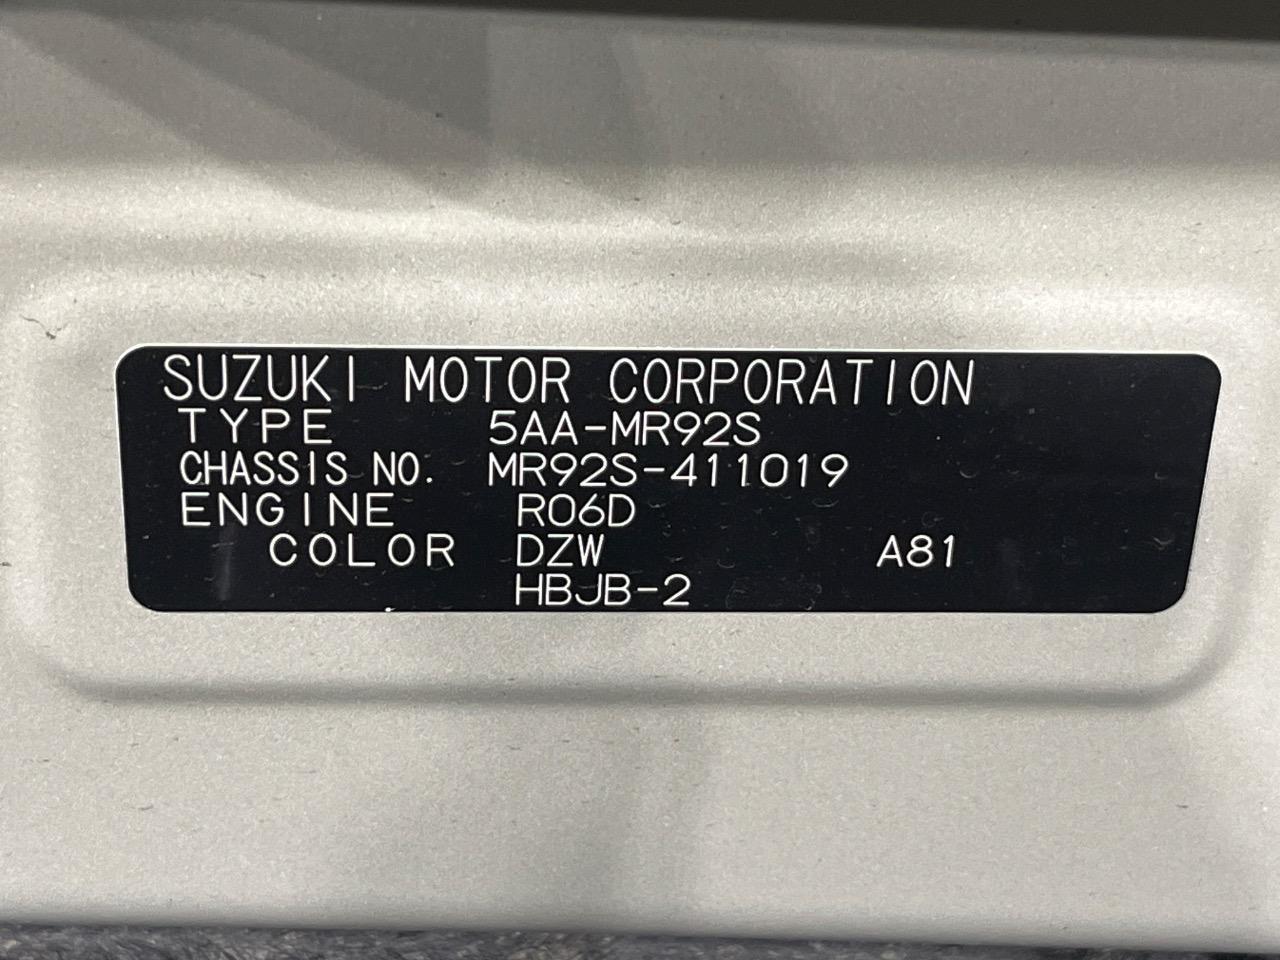 SUZUKI MOTOR CORPORATION
TYPE 5AA-MR92S
CHASSIS NO. MR92S-411019
ENGINE R06D
COLOR DZW A81
HBJB-2